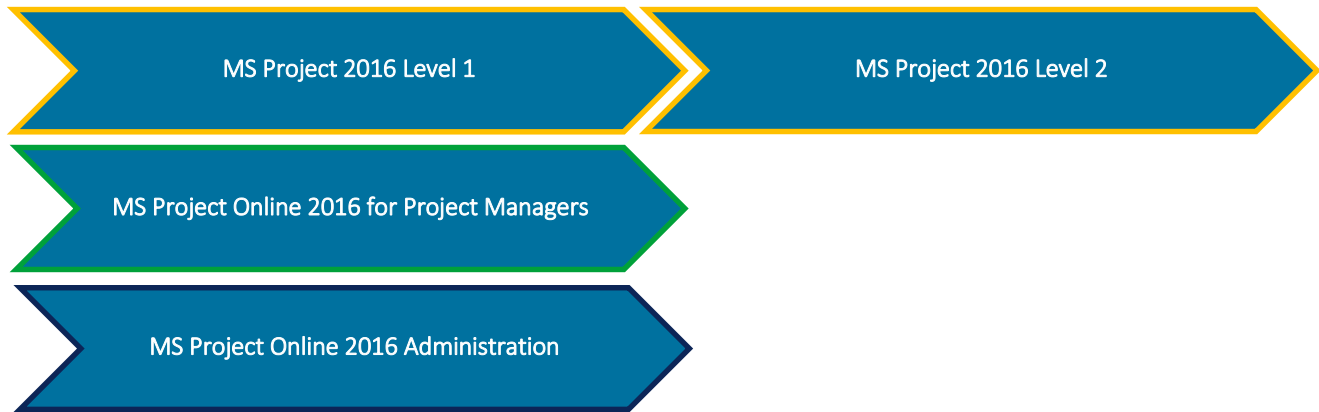 MS Project 2016 Level 1
MS Project 2016 Level 2
MS Project Online 2016 for Project Managers
MS Project Online 2016 Administration